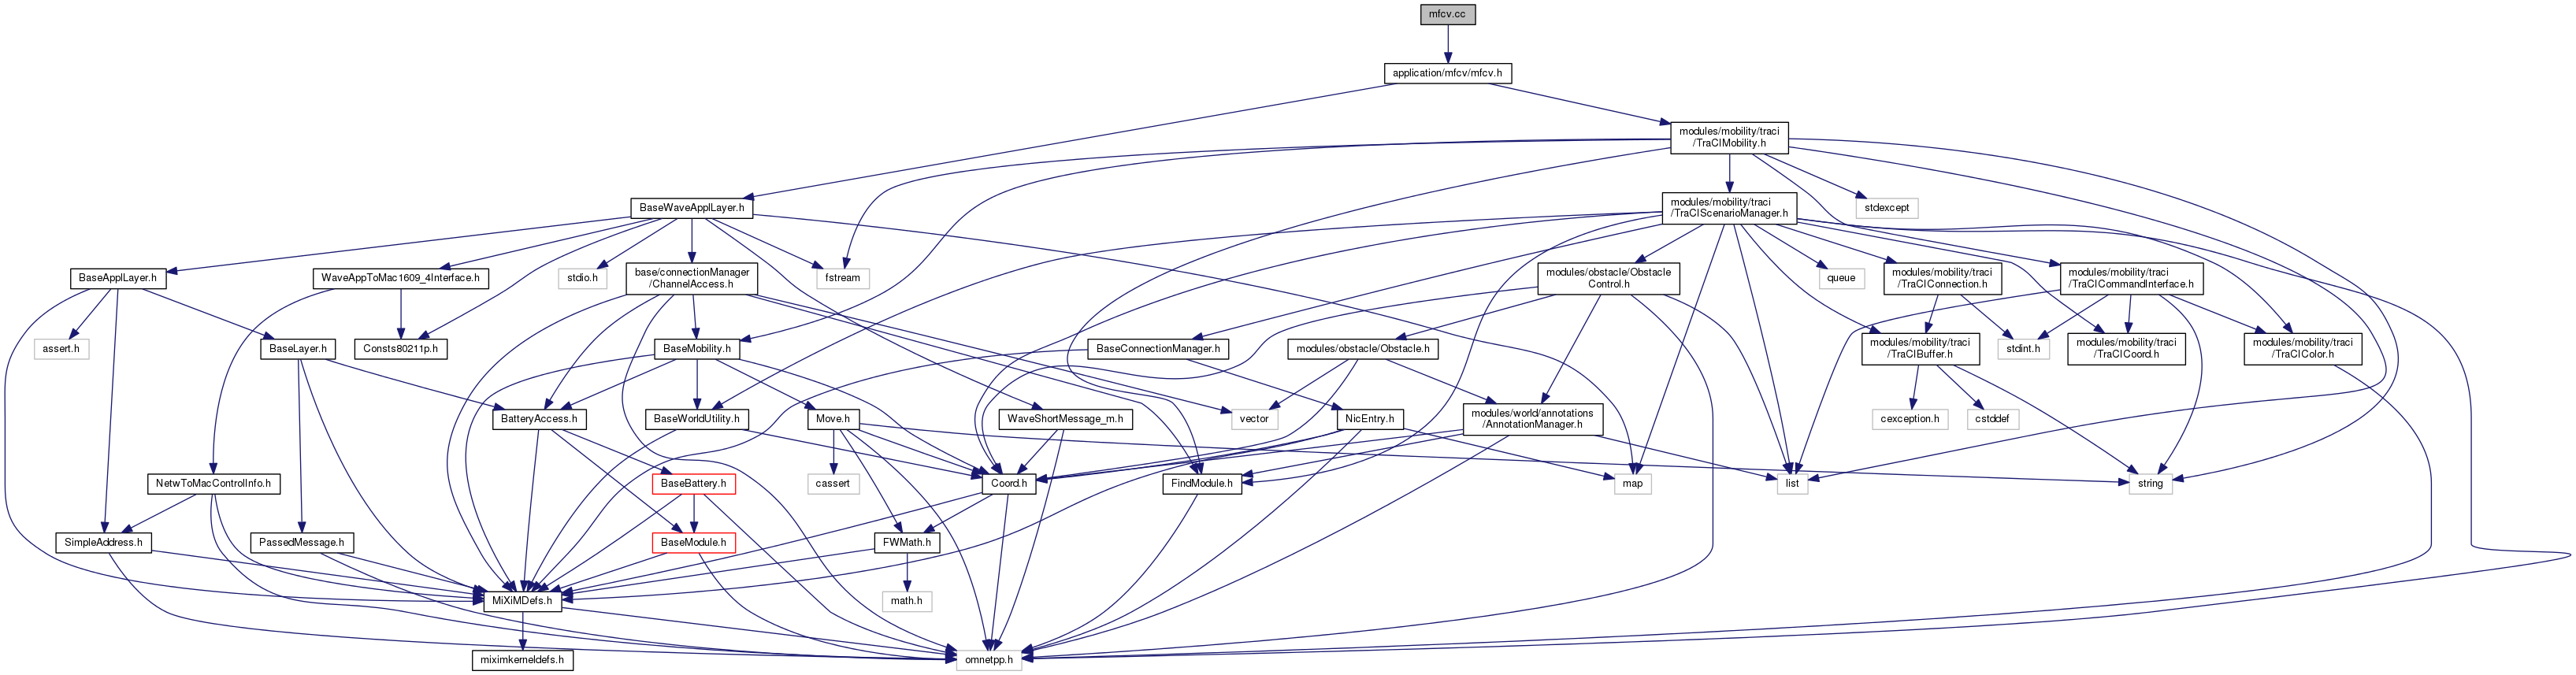 mfcv.cc
application/mfcv/mfcv.h
modules/mobility/traci
/TraCIMobility.h
BaseWaveApplLayer.h
modules/mobility/traci
/TraCIScenarioManager.h
stdexcept
BaseApplLayer.h
WaveAppToMac1609_4Interface.h
stdio.h
base/connectionManager
/ChannelAccess.h
fstream
modules/obstacle/Obstacle
Control.h
queue
modules/mobility/traci
/TraCIConnection.h
modules/mobility/traci
/TraCICommandInterface.h
assert.h
BaseLayer.h
Consts80211p.h
BaseMobility.h
BaseConnectionManager.h
modules/obstacle/Obstacle.h
modules/mobility/traci
/TraCIBuffer.h
stdint.h
modules/mobility/traci
/TraCICoord.h
modules/mobility/traci
/TraCIColor.h
BatteryAccess.h
BaseWorldUtility.h
Move.h
WaveShortMessage_m.h
vector
NicEntry.h
modules/world/annotations
/AnnotationManager.h
cexception.h
cstddef
NetwToMacControlInfo.h
BaseBattery.h
cassert
Coord.h
FindModule.h
map
list
string
SimpleAddress.h
PassedMessage.h
BaseModule.h
FWMath.h
MiXiMDefs.h
math.h
miximkerneldefs.h
omnetpp.h